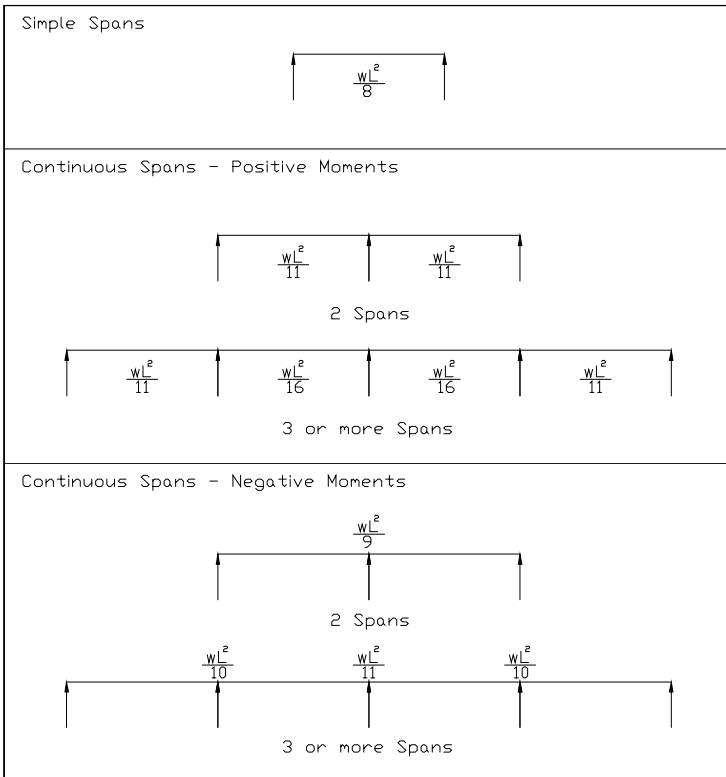 Simple Spans
wL²
8
Continuous Spans - Positive Moments
wL² wL²
11 11
2 Spans
wL² wL² wL² wL²
11 16 16 11
3 or more Spans
Continuous Spans - Negative Moments
wL²
9
2 Spans
wL² wL² wL²
10 11 10
3 or more Spans